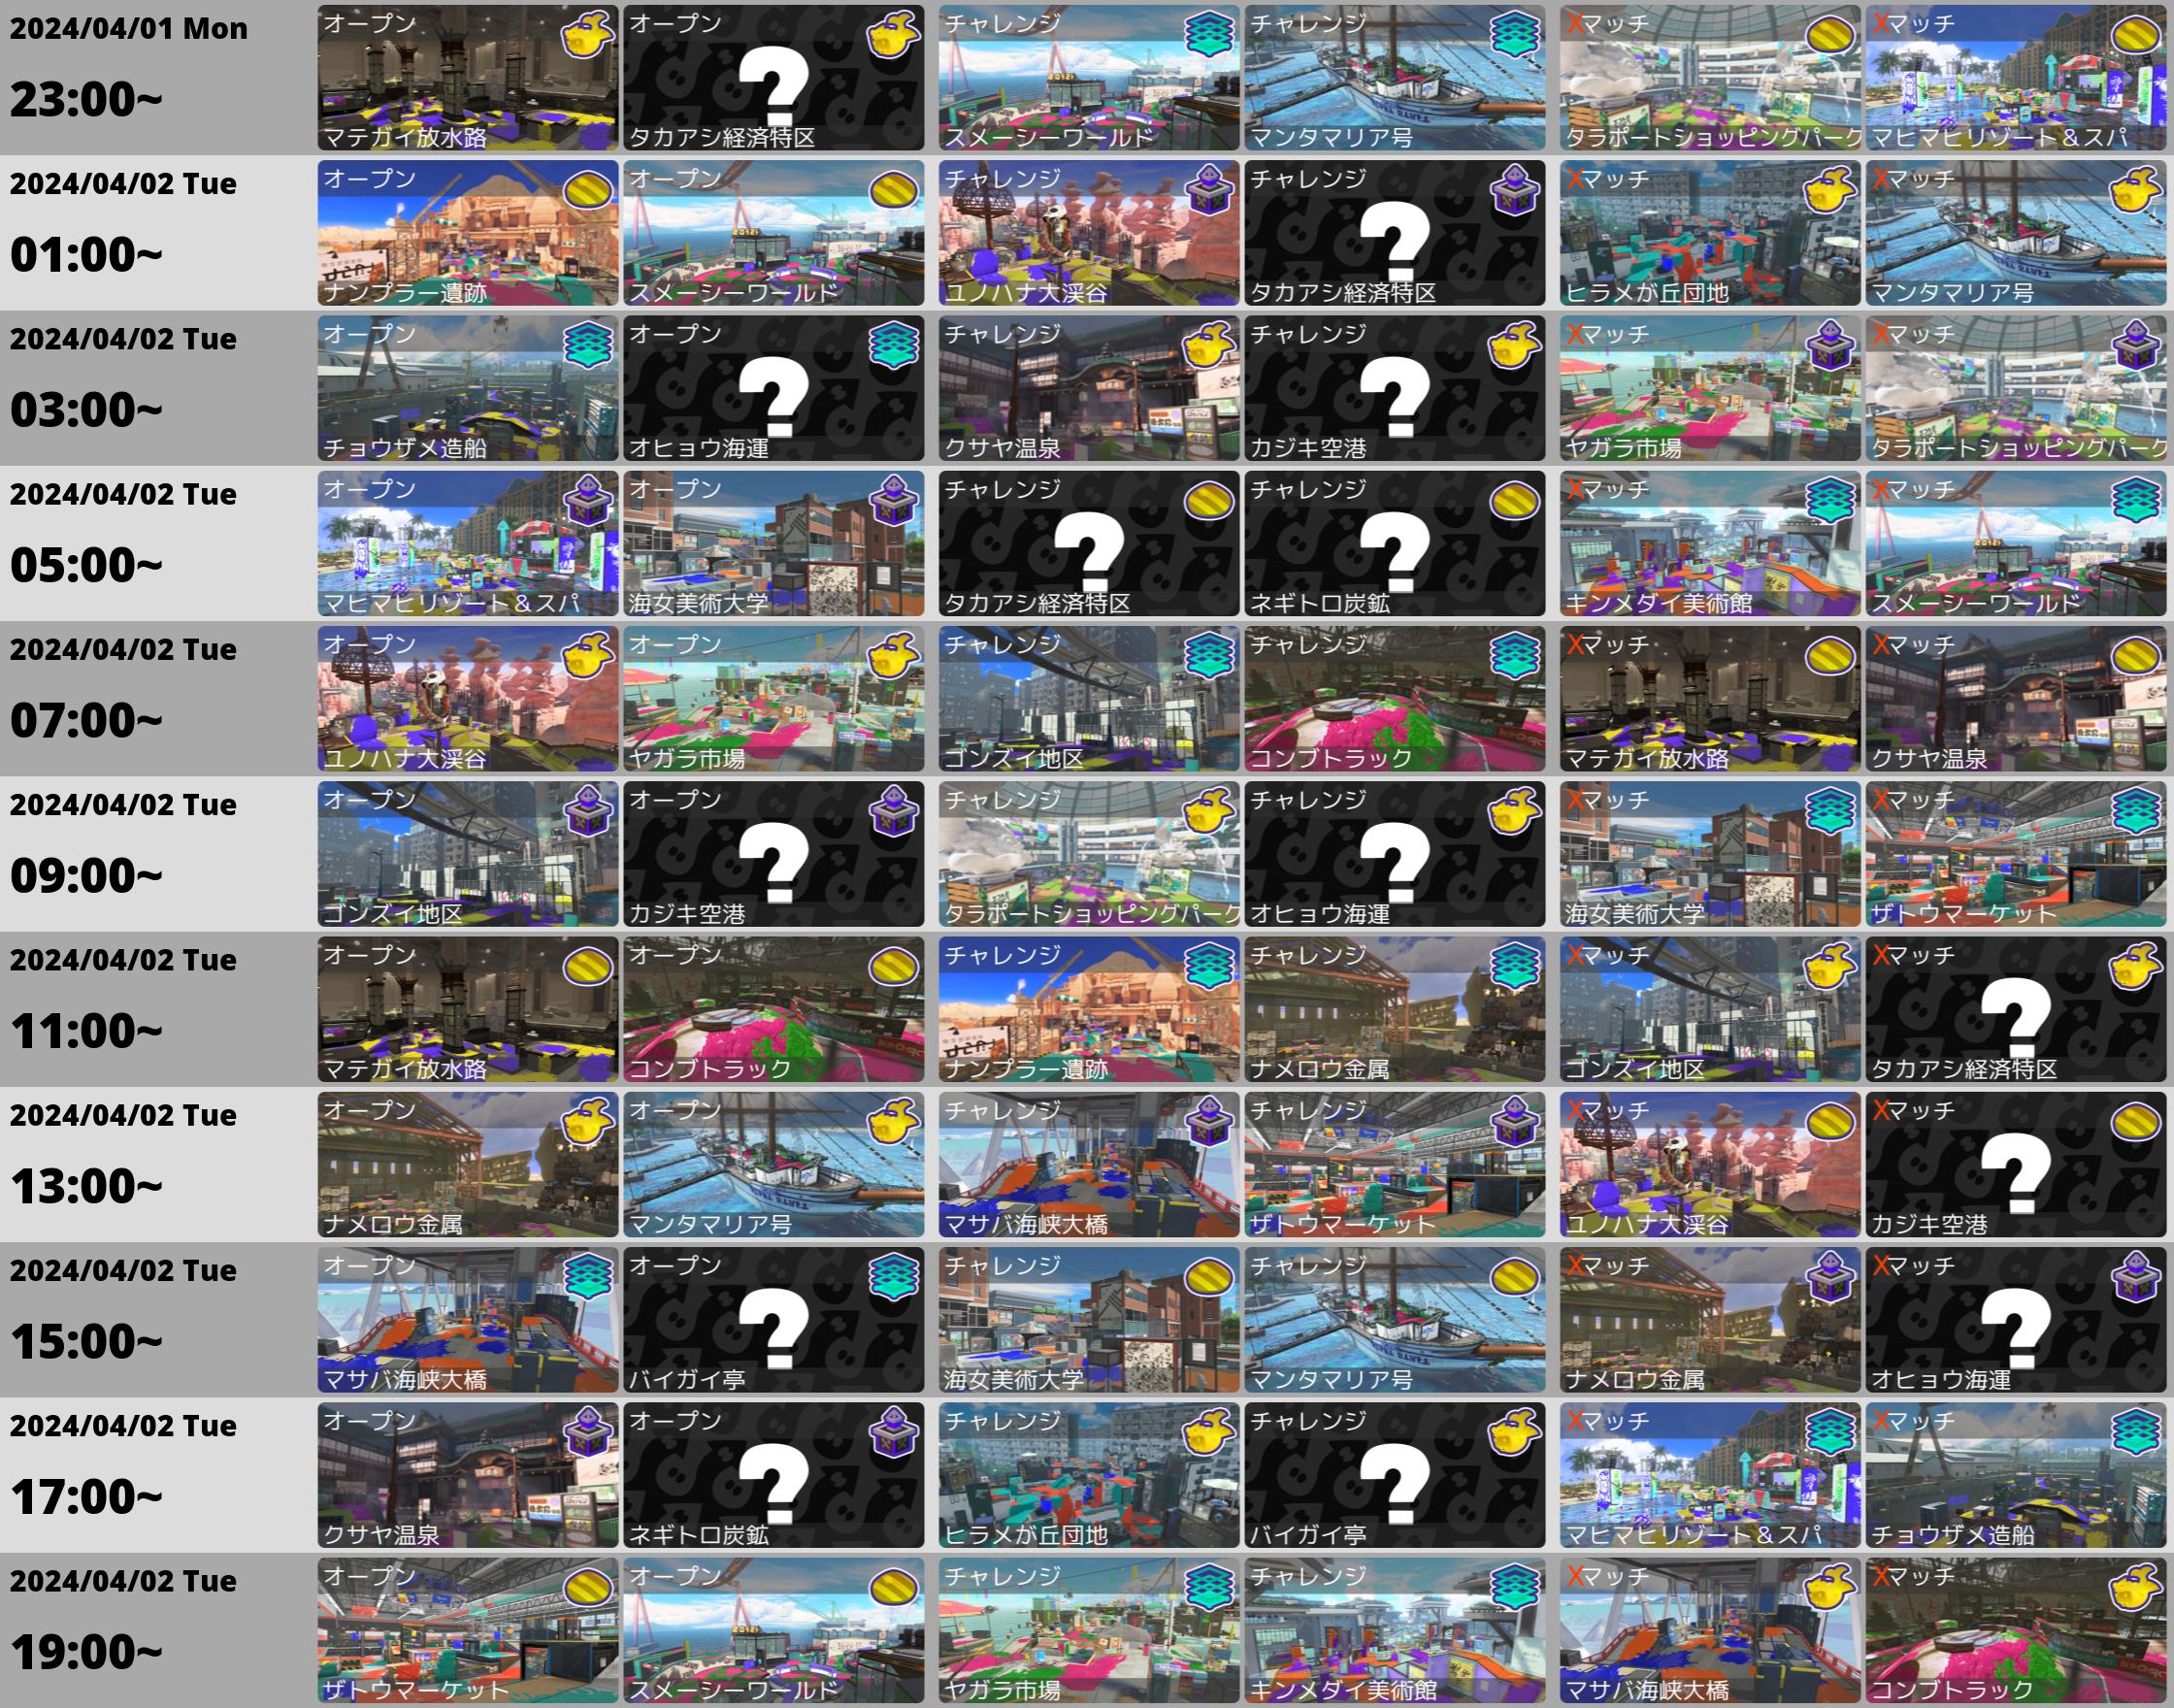 2024/04/01 Mon
23:00~
オープン
マテガイ放水路
オープン
タカアシ経済特区
チャレンジ
スメーシーワールド
チャレンジ
マンタマリア号
Xマッチ
タラポートショッピングパーク
Xマッチ
マヒマヒリゾート＆スパ
2024/04/02 Tue
01:00~
オープン
ナンプラー遺跡
オープン
スメーシーワールド
チャレンジ
ユノハナ大渓谷
チャレンジ
タカアシ経済特区
Xマッチ
ヒラメが丘団地
Xマッチ
マンタマリア号
2024/04/02 Tue
03:00~
オープン
チョウザメ造船
オープン
オヒョウ海運
チャレンジ
クサヤ温泉
チャレンジ
カジキ空港
Xマッチ
ヤガラ市場
Xマッチ
タラポートショッピングパーク
2024/04/02 Tue
05:00~
オープン
マヒマヒリゾート＆スパ
オープン
海女美術大学
チャレンジ
タカアシ経済特区
チャレンジ
ネギトロ炭鉱
Xマッチ
キンメダイ美術館
Xマッチ
スメーシーワールド
2024/04/02 Tue
07:00~
オープン
ユノハナ大渓谷
オープン
ヤガラ市場
チャレンジ
ゴンズイ地区
チャレンジ
コンブトラック
Xマッチ
マテガイ放水路
Xマッチ
クサヤ温泉
2024/04/02 Tue
09:00~
オープン
ゴンズイ地区
オープン
カジキ空港
チャレンジ
タラポートショッピングパーク
チャレンジ
オヒョウ海運
Xマッチ
海女美術大学
Xマッチ
ザトウマーケット
2024/04/02 Tue
11:00~
オープン
マテガイ放水路
オープン
コンブトラック
チャレンジ
ナンプラー遺跡
チャレンジ
ナメロウ金属
Xマッチ
ゴンズイ地区
Xマッチ
タカアシ経済特区
2024/04/02 Tue
13:00~
オープン
ナメロウ金属
オープン
マンタマリア号
チャレンジ
マサバ海峡大橋
チャレンジ
ザトウマーケット
Xマッチ
ユノハナ大渓谷
Xマッチ
カジキ空港
2024/04/02 Tue
15:00~
オープン
マサバ海峡大橋
オープン
バイガイ亭
チャレンジ
海女美術大学
チャレンジ
マンタマリア号
Xマッチ
ナメロウ金属
Xマッチ
オヒョウ海運
2024/04/02 Tue
17:00~
オープン
クサヤ温泉
オープン
ネギトロ炭鉱
チャレンジ
ヒラメが丘団地
チャレンジ
バイガイ亭
Xマッチ
マヒマヒリゾート＆スパ
Xマッチ
チョウザメ造船
2024/04/02 Tue
19:00~
オープン
ザトウマーケット
オープン
スメーシーワールド
チャレンジ
ヤガラ市場
チャレンジ
キンメダイ美術館
Xマッチ
マサバ海峡大橋
Xマッチ
コンブトラック